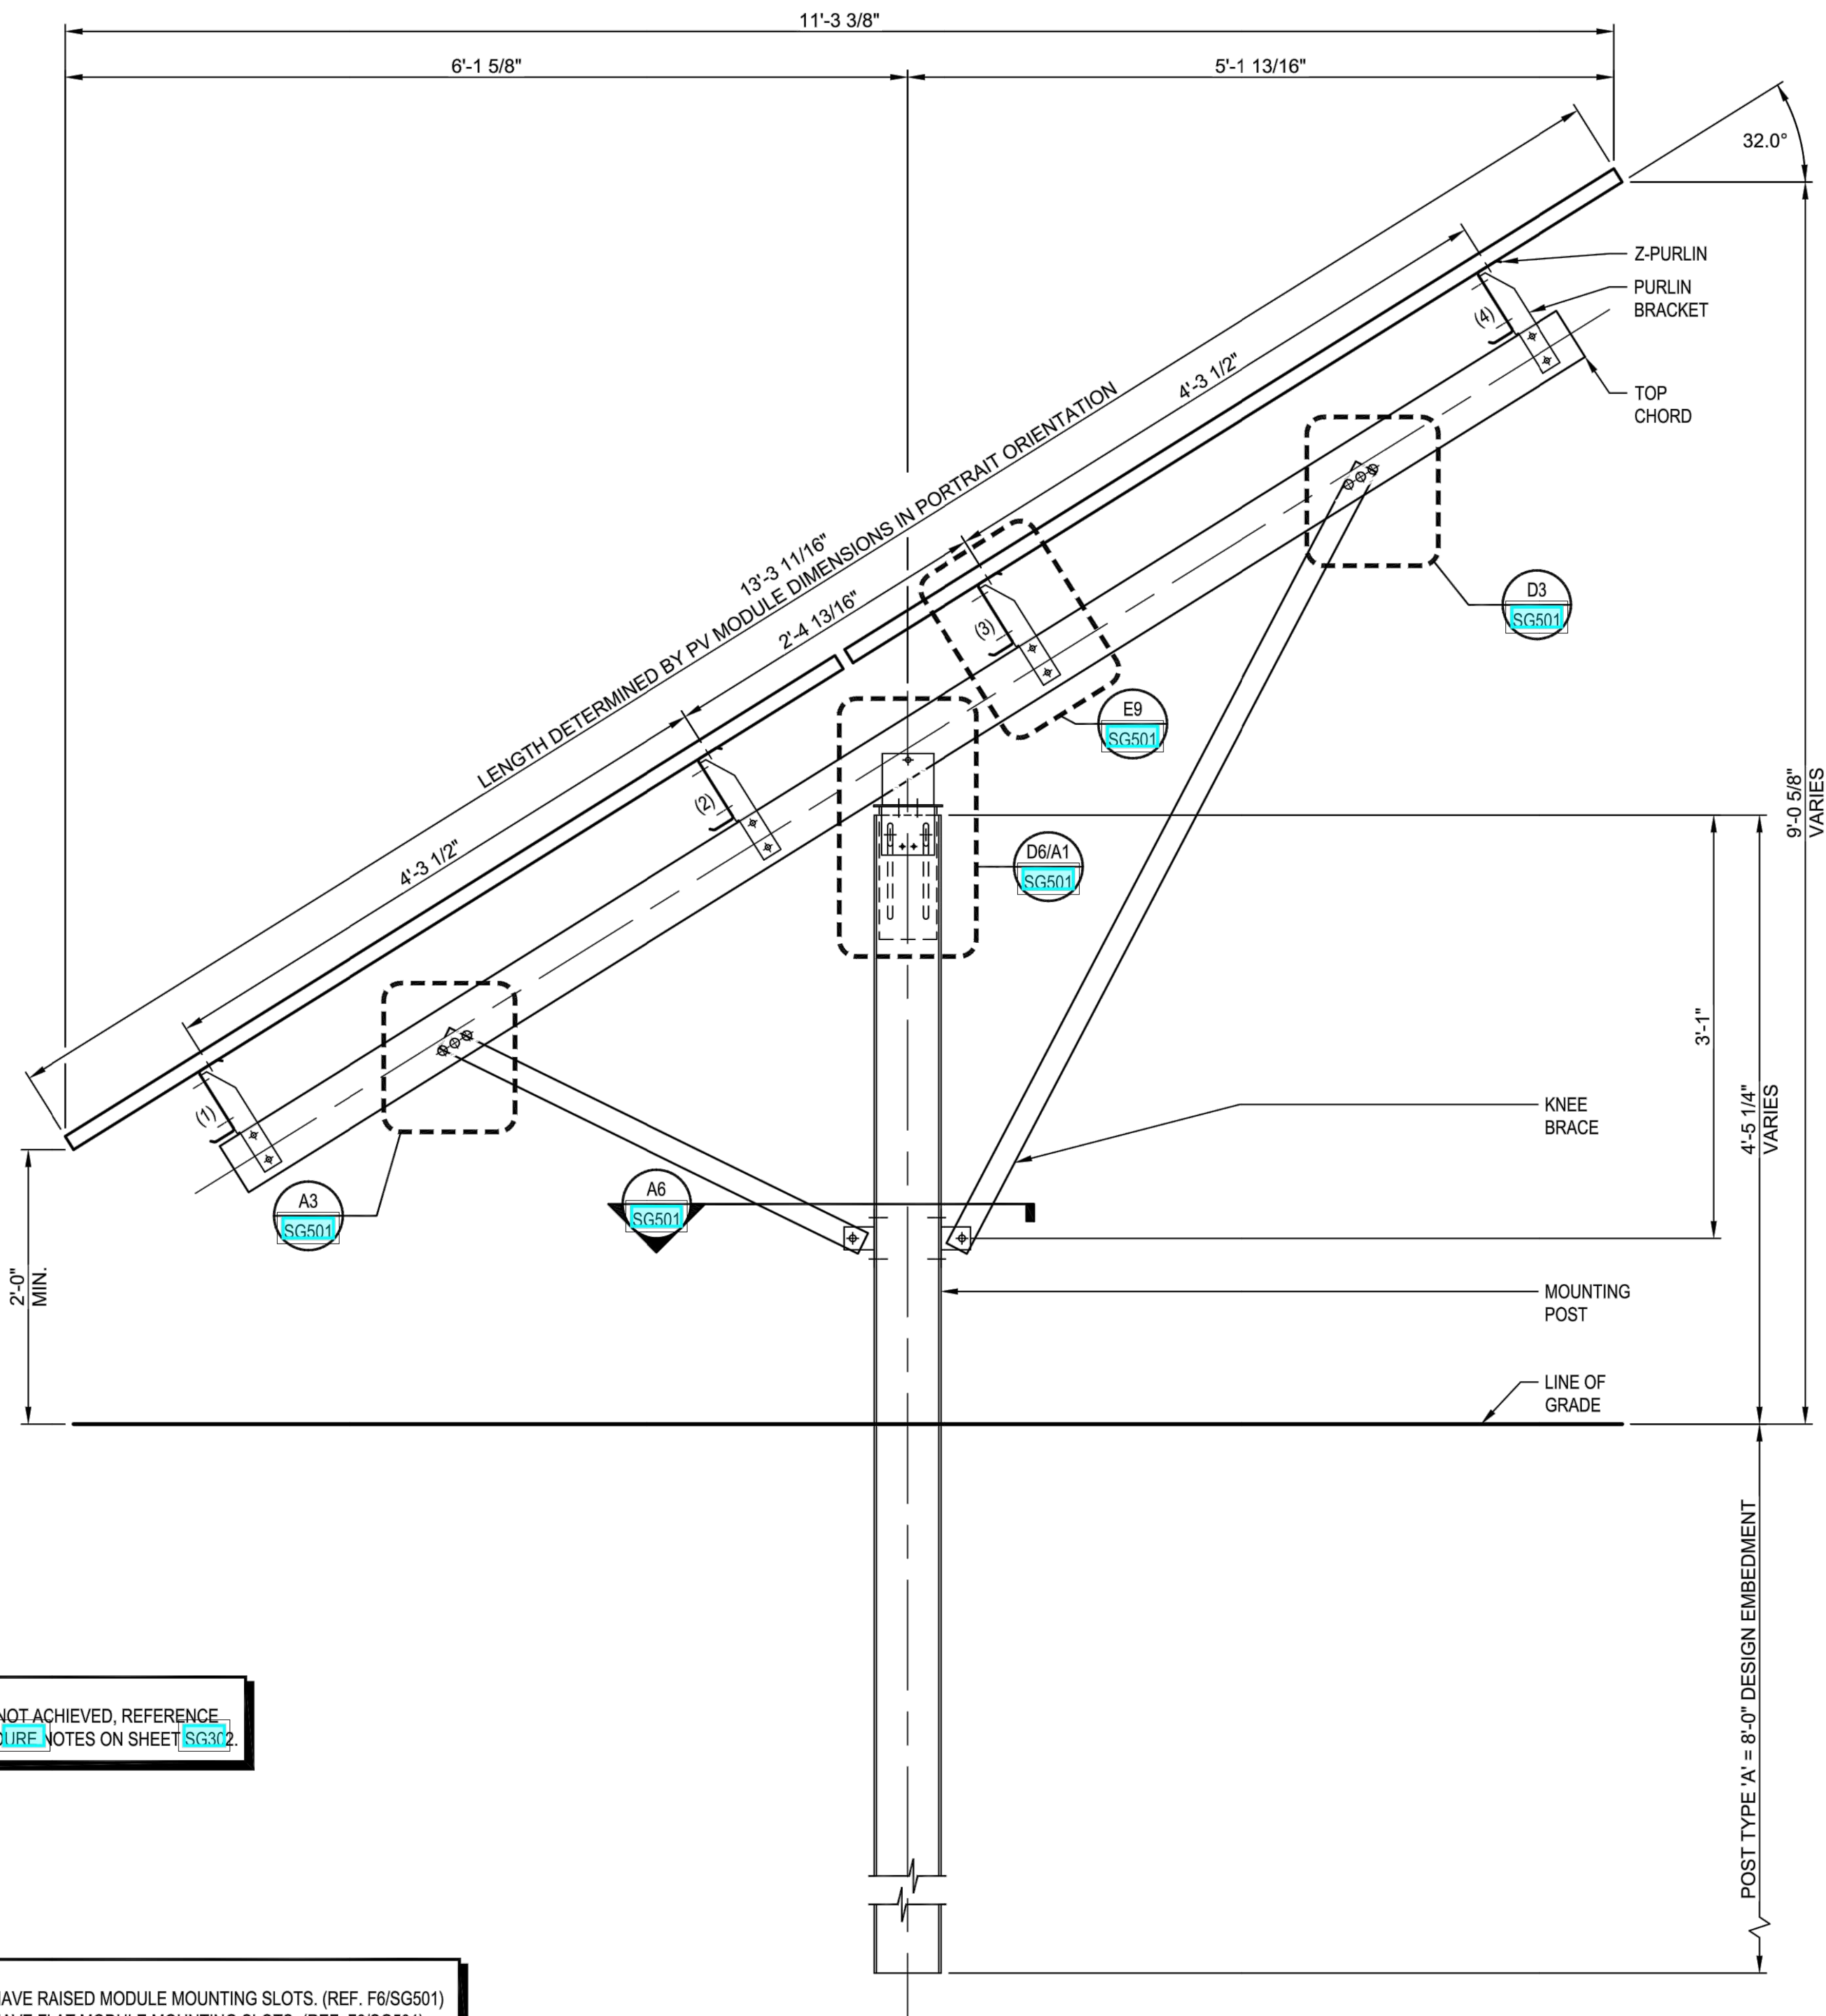 11'-3 3/8"
6'-1 5/8"
5'-1 13/16"
32.0°
Z-PURLIN
PURLIN
BRACKET
(4)
4'-3 1/2"
TOP
CHORD
13'-3 11/16"
LENGTH DETERMINED BY PV MODULE DIMENSIONS IN PORTRAIT ORIENTATION
2'-4 13/16"
(3)
D3
SG501
E9
SG501
(2)
4'-3 1/2"
D6/A1
SG501
9'-0 5/8"
VARIES
3'-1"
4'-5 1/4"
VARIES
(1)
KNEE
BRACE
A3
SG501
A6
SG501
2'-0"
MIN.
MOUNTING
POST
LINE OF
GRADE
POST TYPE 'A' = 8'-0" DESIGN EMBEDMENT
NOT ACHIEVED, REFERENCE
DURE NOTES ON SHEET SG302.
HAVE RAISED MODULE MOUNTING SLOTS. (REF. F6/SG501)